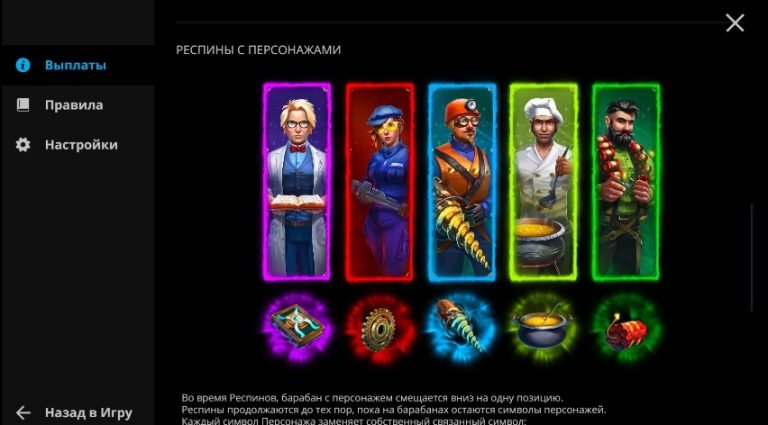 РЕСПИНЫ С ПЕРСОНАЖАМИ
Выплаты
Правила
Настройки
Во время Респинов, барабан с персонажем смещается вниз на одну позицию.
Респины продолжаются до тех пор, пока на барабанах остаются символы персонажей.
Каждый символ Персонажа заменяет собственный связанный символ:
Назад в Игру